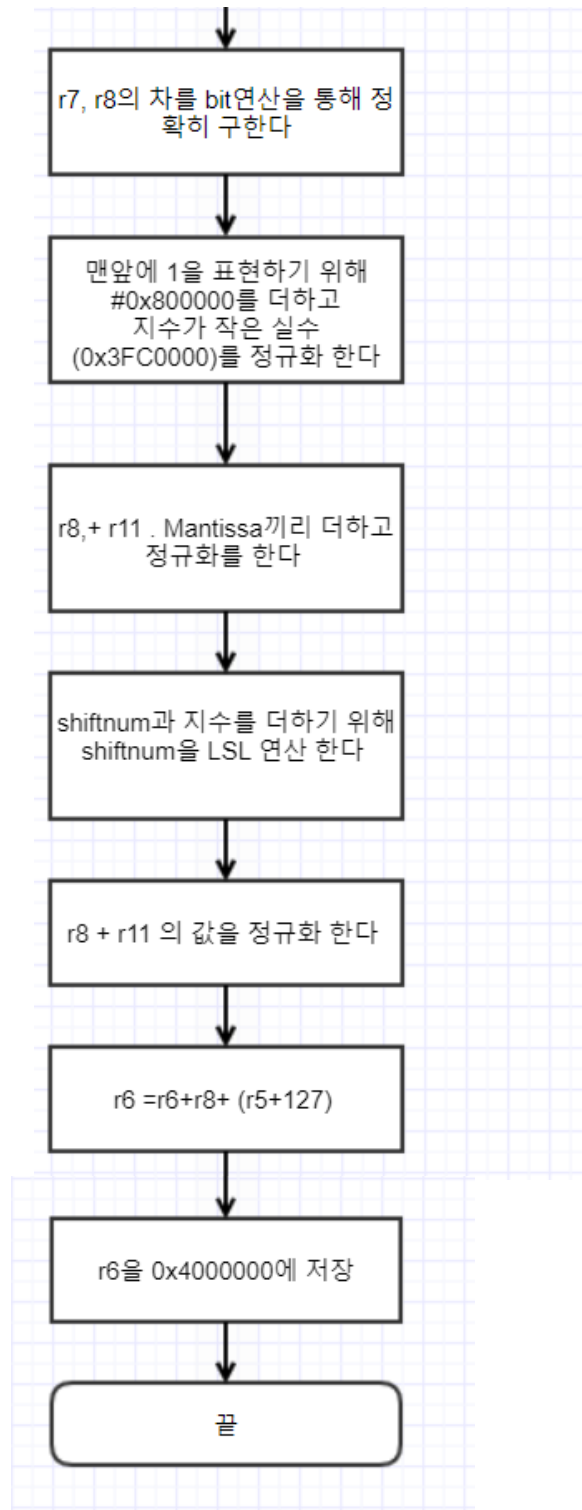 r7, r8의 차를 bit연산을 통해 정
확히 구한다
맨앞에 1을 표현하기 위해
#0x800000를 더하고
지수가 작은 실수
(0x3FC0000)를 정규화 한다
r8,+ r11 . Mantissa끼리 더하고
정규화를 한다
shiftnum과 지수를 더하기 위해
shiftnum을 LSL 연산 한다
r8 + r11 의 값을 정규화 한다
r6 =r6+r8+ (r5+127)
r6을 0x4000000에 저장
끝